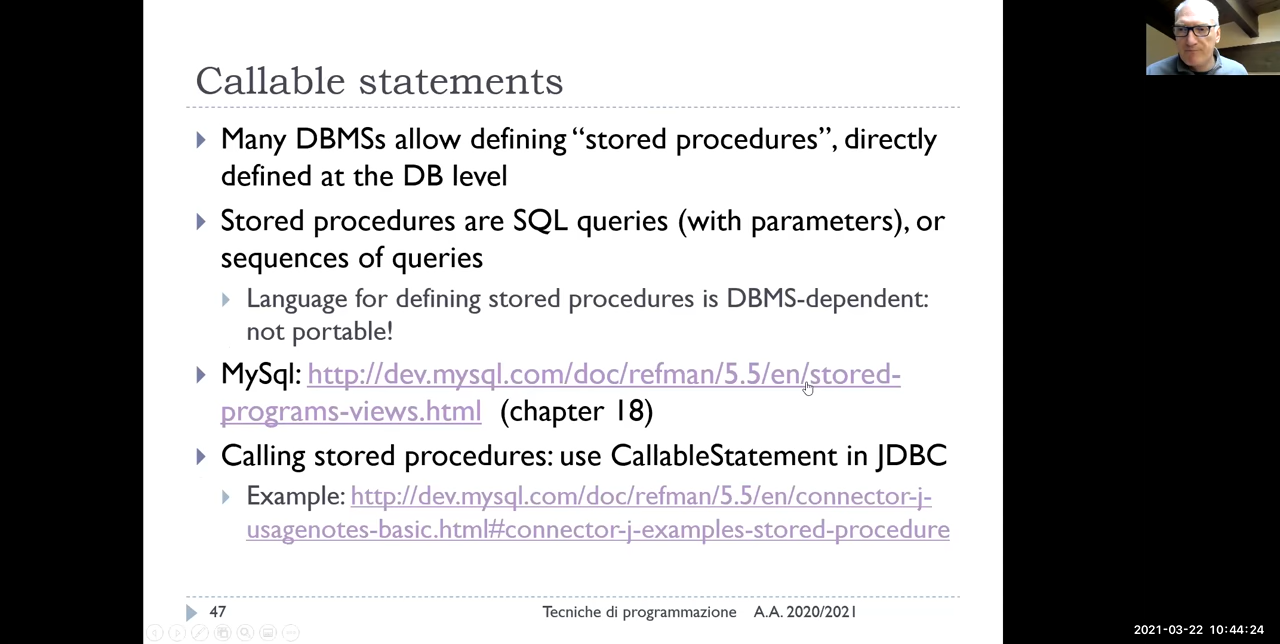 Callable statements
Many DBMSs allow defining “stored procedures”, directly
defined at the DB level
Stored procedures are SQL queries (with parameters), or
sequences of queries
Language for defining stored procedures is DBMS-dependent:
not portable!
MySql: http://dev.mysql.com/doc/refman/5.5/en/stored-
programs-views.html (chapter 18)
Calling stored procedures: use CallableStatement in JDBC
Example: http://dev.mysql.com/doc/refman/5.5/en/connector-j-
usagenotes-basic.html#connector-j-examples-stored-procedure
47 Tecniche di programmazione A.A. 2020/2021
2021-03-22 10:44:24